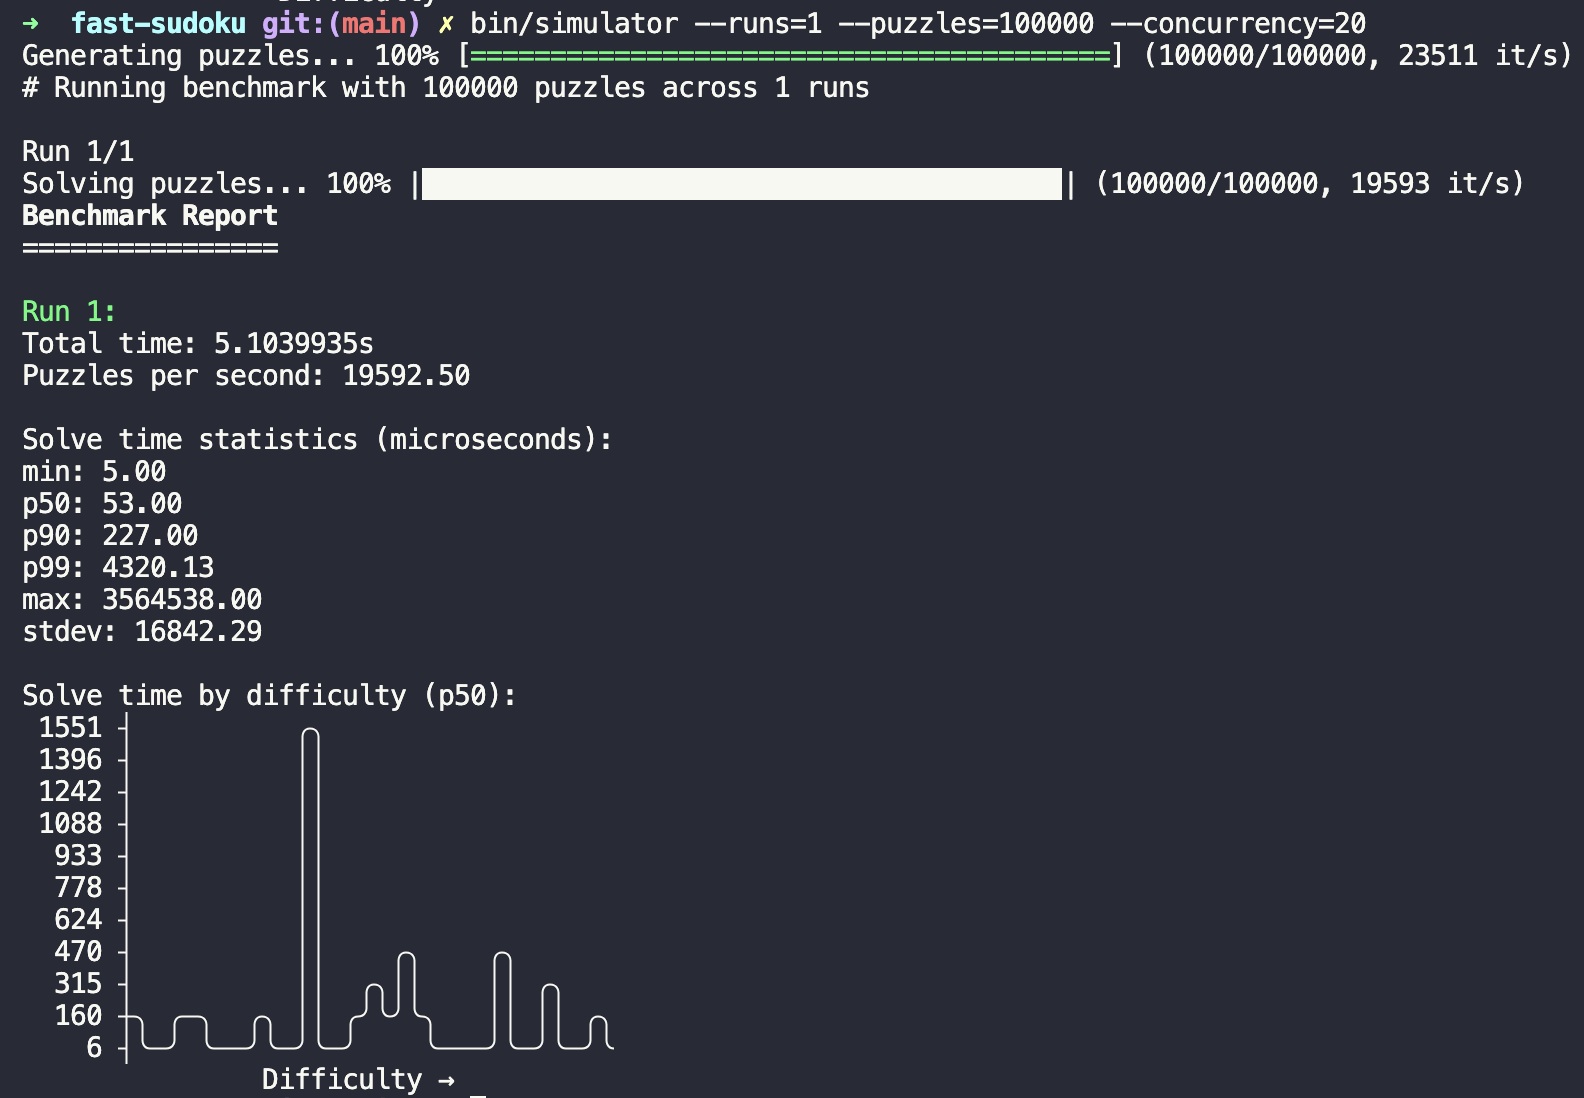 ➜  fast-sudoku git:(main) ✗ bin/simulator --runs=1 --puzzles=100000 --concurrency=20
Generating puzzles... 100% [========================================] (100000/100000, 23511 it/s)
# Running benchmark with 100000 puzzles across 1 runs
Run 1/1
Solving puzzles... 100% |████████████████████████████████████████| (100000/100000, 19593 it/s)
Benchmark Report
================
Run 1:
Total time: 5.1039935s
Puzzles per second: 19592.50
Solve time statistics (microseconds):
min: 5.00
p50: 53.00
p90: 227.00
p99: 4320.13
max: 3564538.00
stdev: 16842.29
Solve time by difficulty (p50):
1551
1396
1242
1088
933
778
624
470
315
160
6
Difficulty →